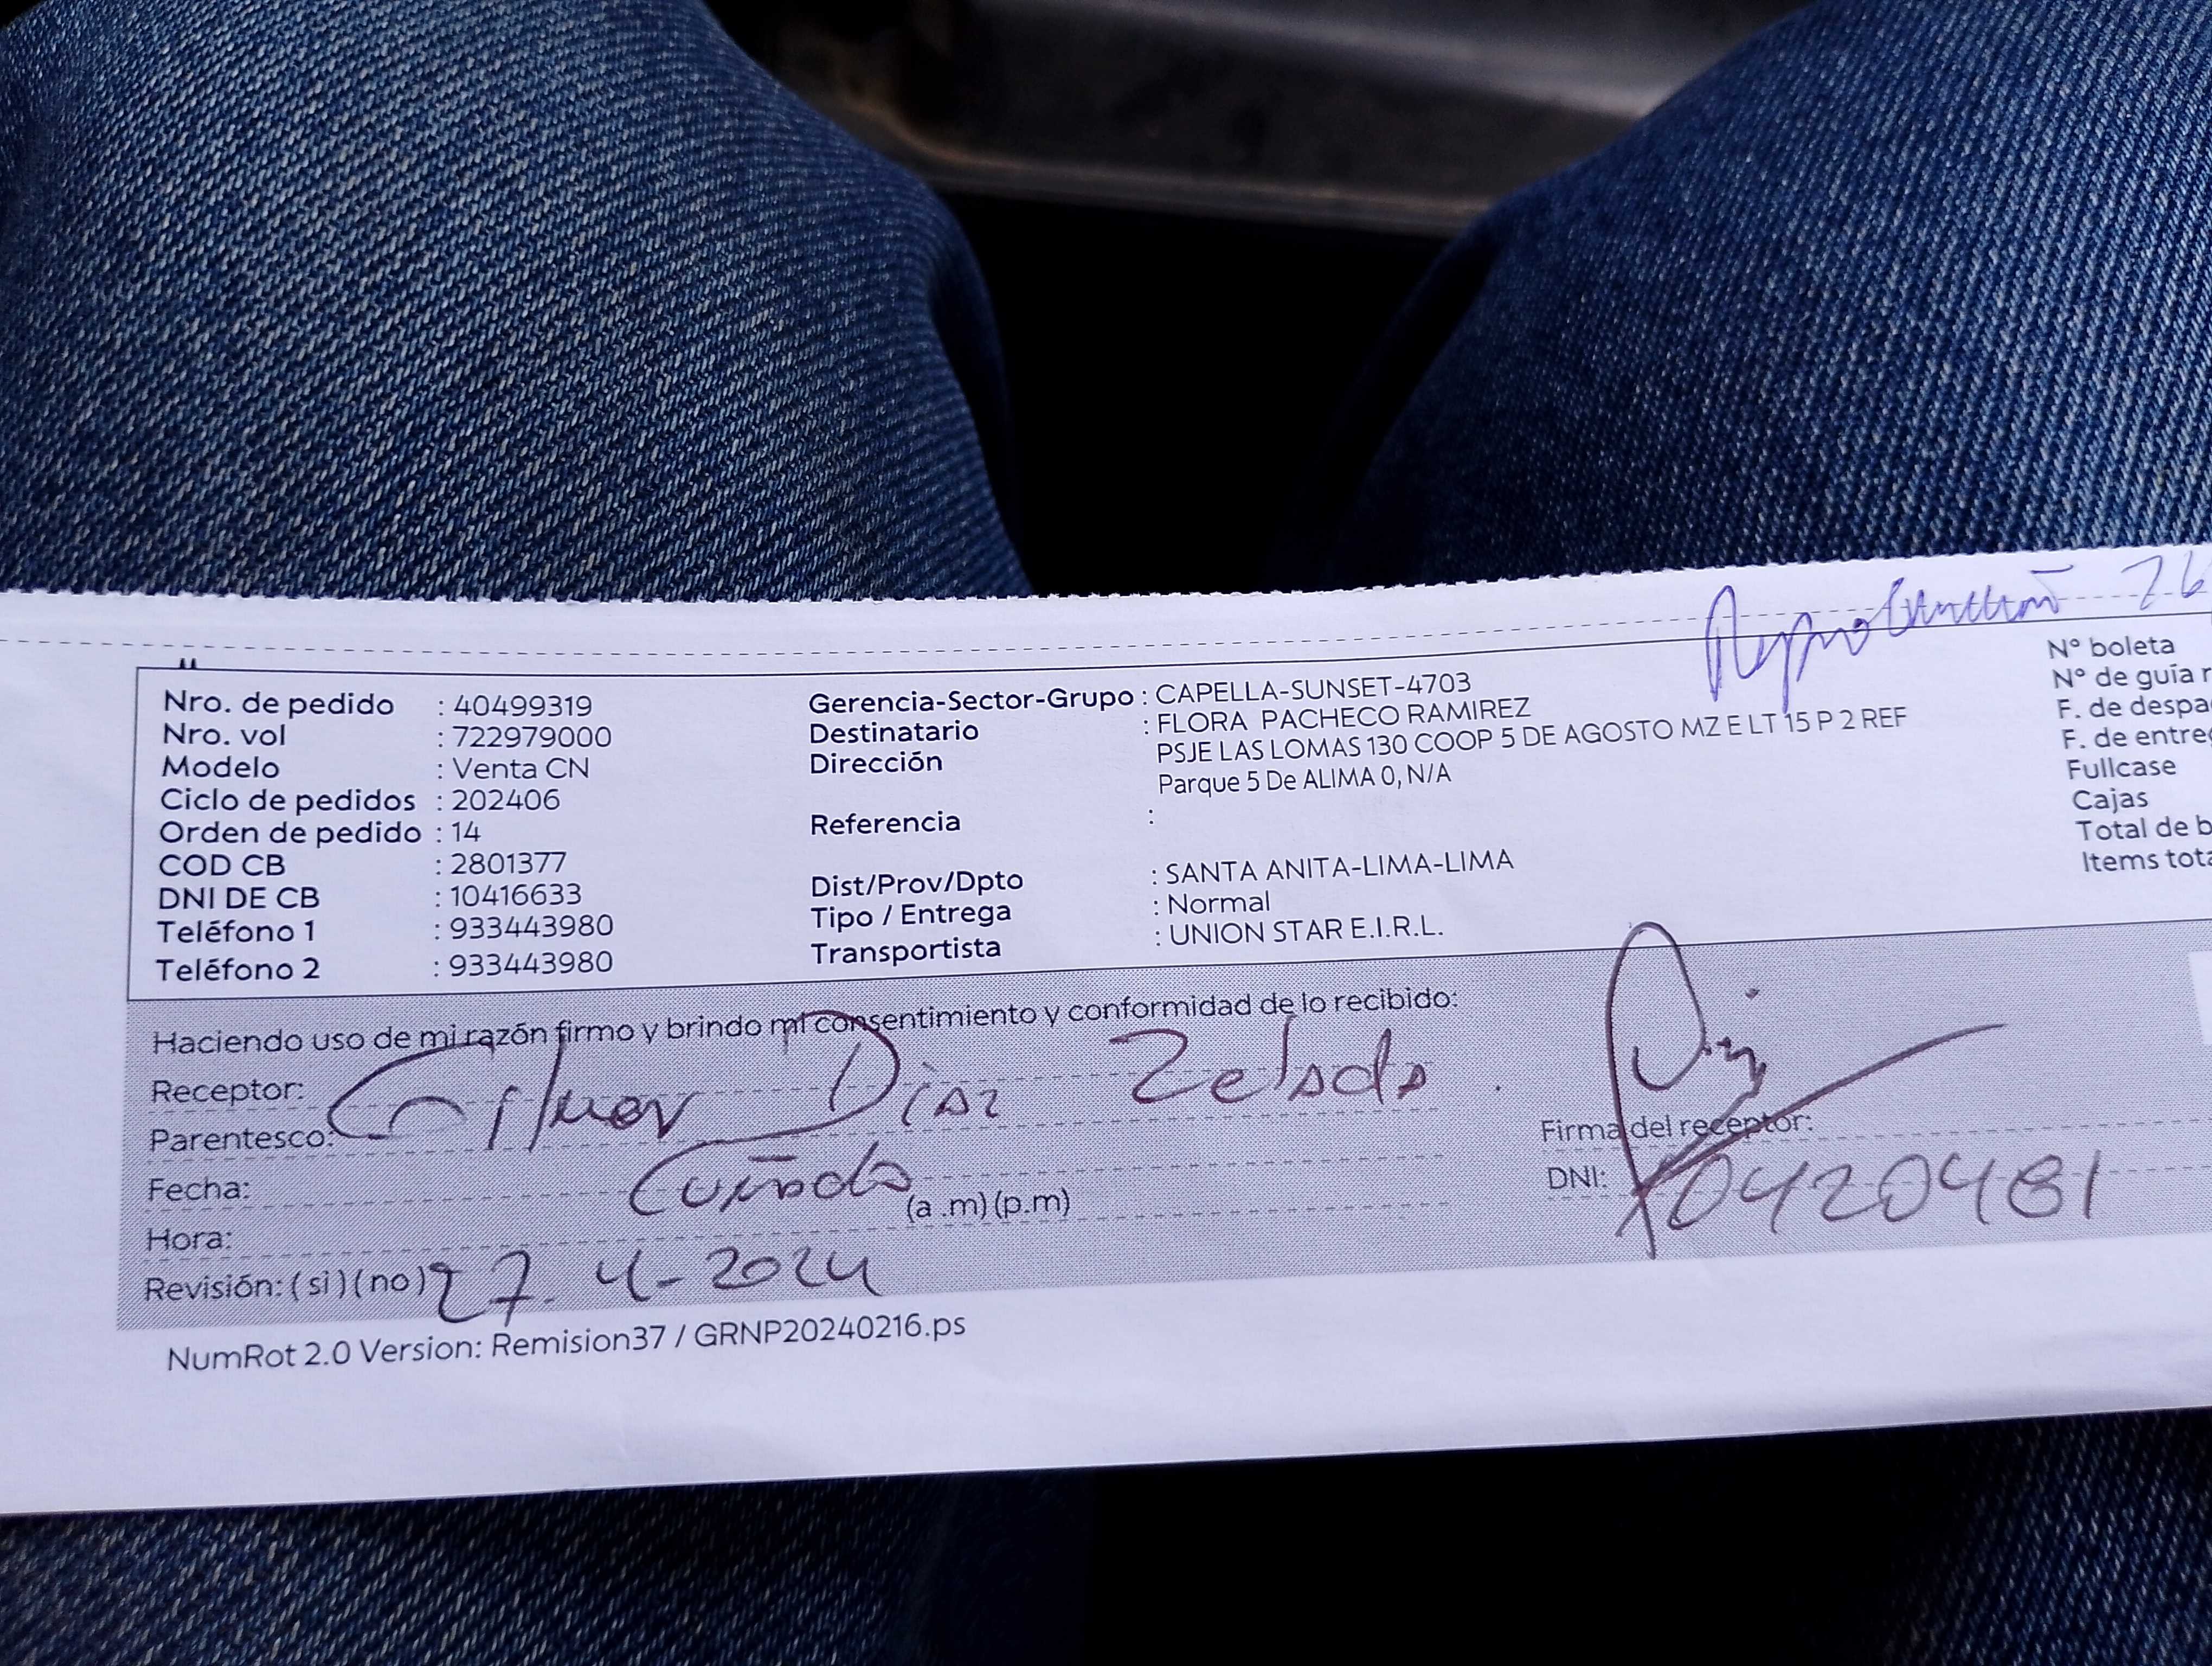 Nro. de pedido : 40499319
Nro. vol : 722979000
Modelo : Venta CN
Ciclo de pedidos : 202406
Orden de pedido : 14
COD CB : 2801377
DNI DE CB : 10416633
Teléfono 1 : 933443980
Teléfono 2 : 933443980
Gerencia-Sector-Grupo : CAPELLA-SUNSET-4703
Destinatario : FLORA PACHECO RAMIREZ
Dirección PSJE LAS LOMAS 130 COOP 5 DE AGOSTO MZ E LT 15 P 2 REF
Parque 5 De ALIMA 0, N/A
Referencia :
Dist/Prov/Dpto : SANTA ANITA-LIMA-LIMA
Tipo / Entrega : Normal
Transportista : UNION STAR E.I.R.L.
26
N° boleta
N° de guía r
F. de despa
F. de entre
Fullcase
Cajas
Total de b
Items tota
Haciendo uso de mi razón firmo y brindo mi consentimiento y conformidad de lo recibido:
Receptor: Diaz Zelada
Parentesco: Cuñado
Fecha:
(a .m) (p.m)
Hora:
Revisión: (si) (no) 27. 4-2024
Firma del receptor:
DNI: 0420481
NumRot 2.0 Version: Remision37 / GRNP20240216.ps